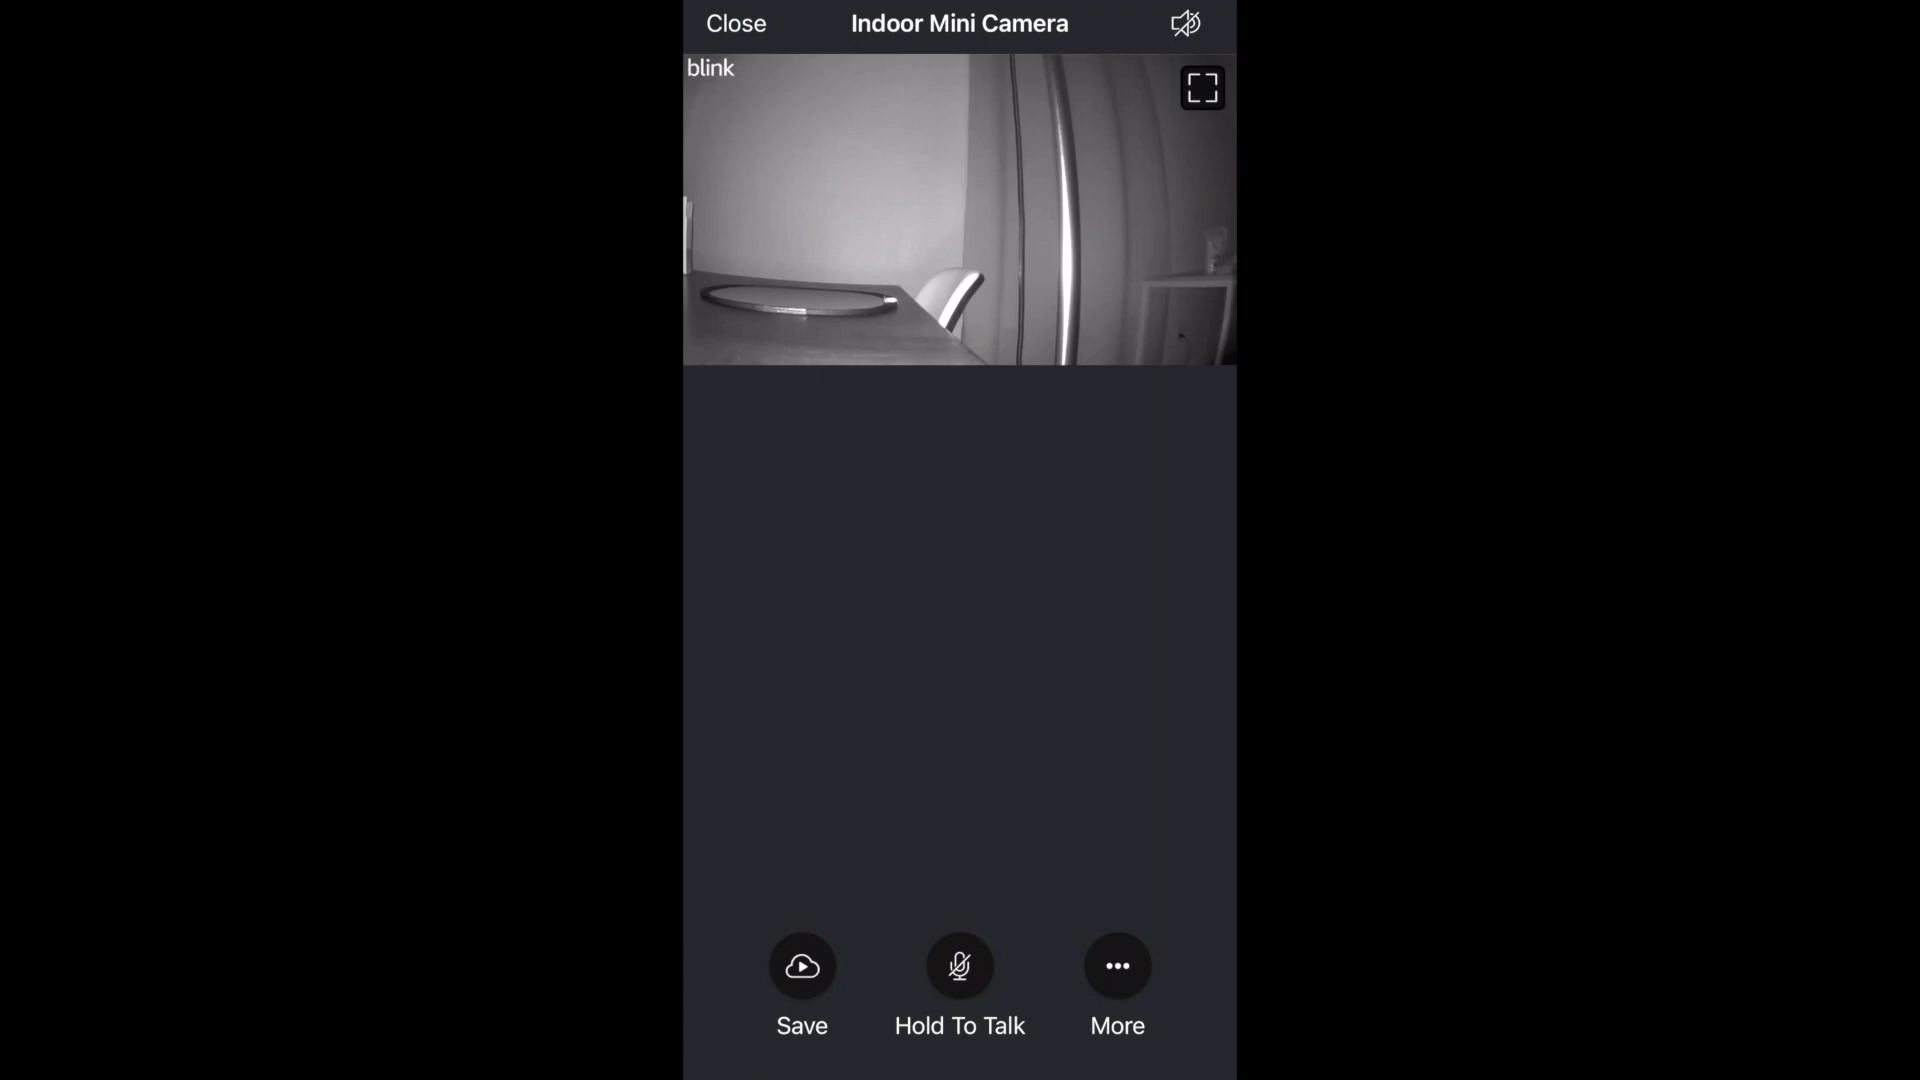 Close
Indoor Mini Camera
blink
Save
Hold To Talk
More